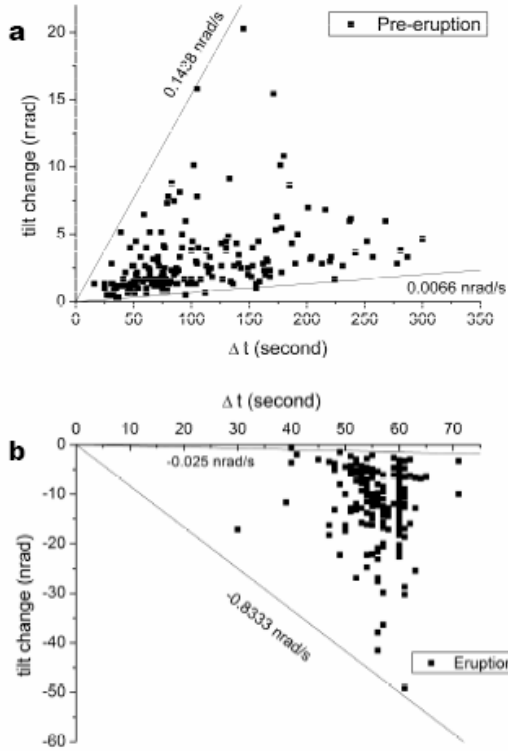 a
Pre-eruption
20
15
10
5
0
tilt change (nrad)
0.1438 nrad/s
0.0066 nrad/s
0 50 100 150 200 250 300 350
Δ t (second)
b
Δ t (second)
0 10 20 30 40 50 60 70
0
-10
-20
-30
-40
-50
-60
tilt change (nrad)
-0.025 nrad/s
-0.8333 nrad/s
Eruption